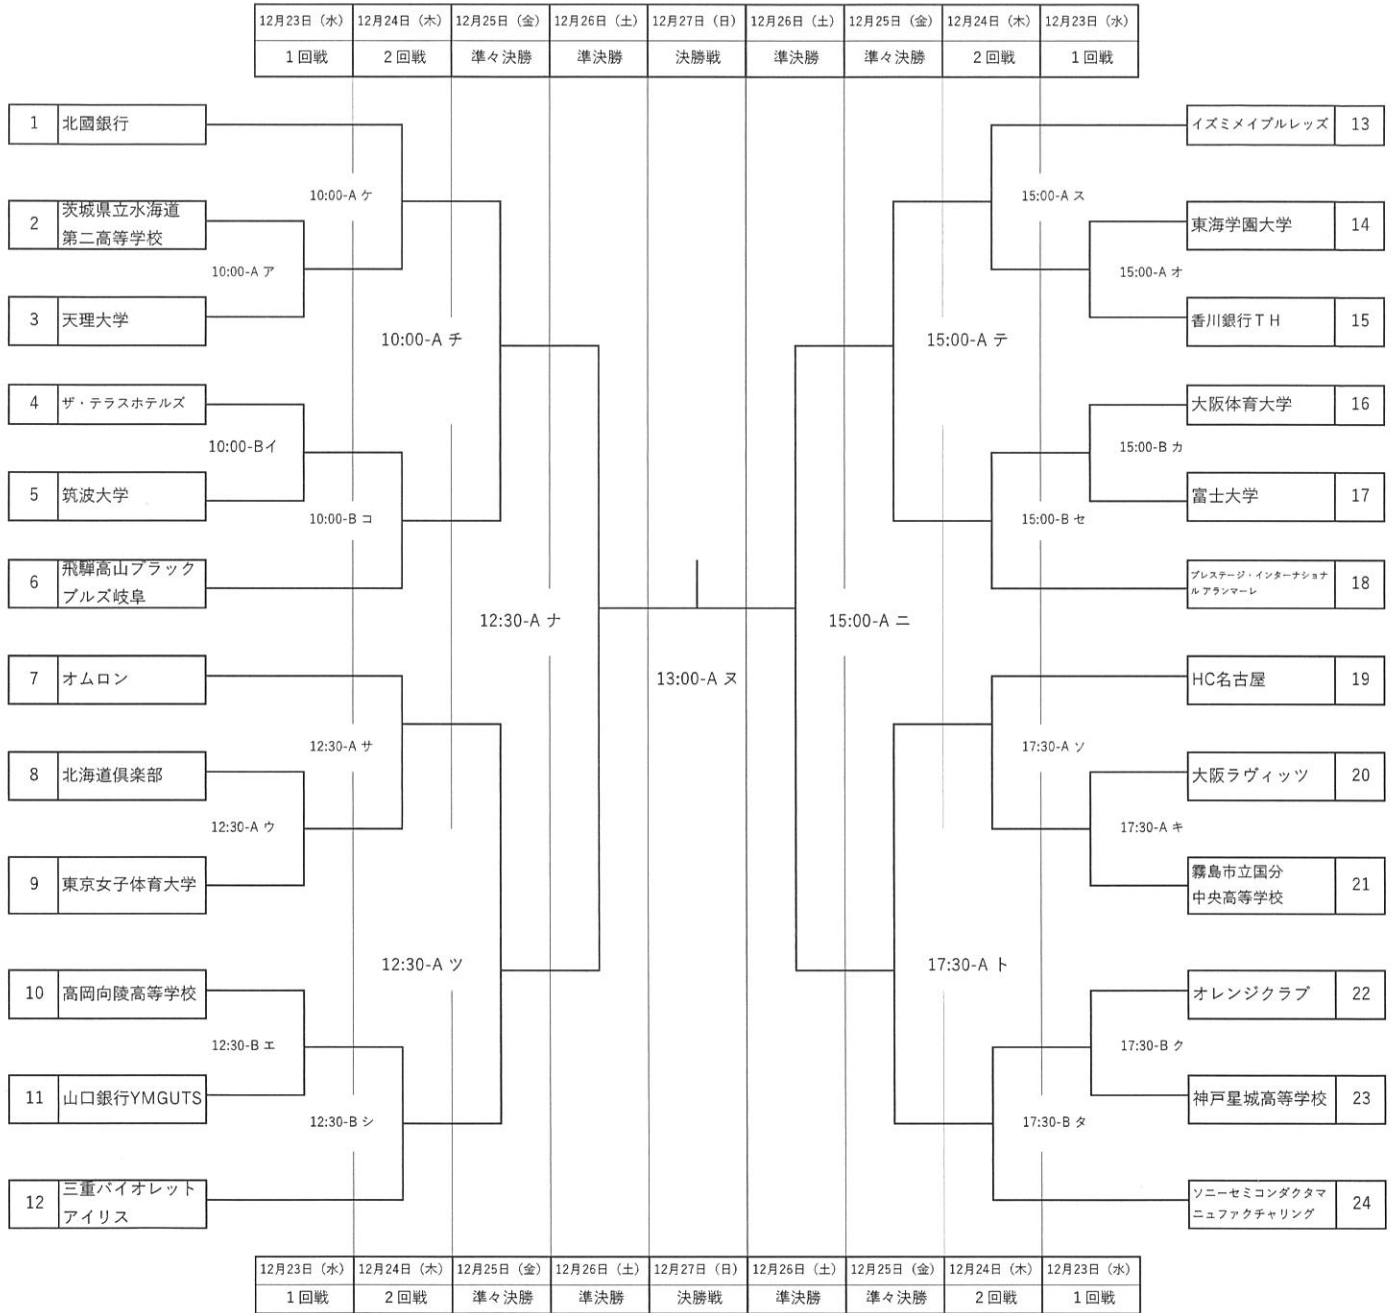 12月23日（水） 12月24日（木） 12月25日（金） 12月26日（土） 12月27日（日） 12月26日（土） 12月25日（金） 12月24日（木） 12月23日（水）
1回戦 2回戦 準々決勝 準決勝 決勝戦 準決勝 準々決勝 2回戦 1回戦
1 北國銀行
イズミメイプルレッズ 13
10:00-A ケ
15:00-A ス
2 茨城県立水海道
第二高等学校
東海学園大学 14
10:00-A ア
15:00-A オ
3 天理大学
香川銀行TH 15
10:00-A チ
15:00-A テ
4 ザ・テラスホテルズ
大阪体育大学 16
10:00-Bイ
15:00-B カ
5 筑波大学
富士大学 17
10:00-B コ
15:00-B セ
6 飛騨高山ブラック
ブルズ岐阜
プレステージ・インターナショナ
ル アランマーレ 18
12:30-A ナ
15:00-A ニ
7 オムロン
13:00-A ヌ
HC名古屋 19
12:30-A サ
17:30-A ソ
8 北海道倶楽部
大阪ラヴィッツ 20
12:30-A ウ
17:30-A キ
9 東京女子体育大学
霧島市立国分
中央高等学校 21
12:30-A ツ
17:30-A ト
10 高岡向陵高等学校
オレンジクラブ 22
12:30-B エ
17:30-B ク
11 山口銀行YMGUTS
神戸星城高等学校 23
12:30-B シ
17:30-B タ
12 三重バイオレット
アイリス
ソニーセミコンダクタマ
ニュファクチャリング 24
12月23日（水） 12月24日（木） 12月25日（金） 12月26日（土） 12月27日（日） 12月26日（土） 12月25日（金） 12月24日（木） 12月23日（水）
1回戦 2回戦 準々決勝 準決勝 決勝戦 準決勝 準々決勝 2回戦 1回戦